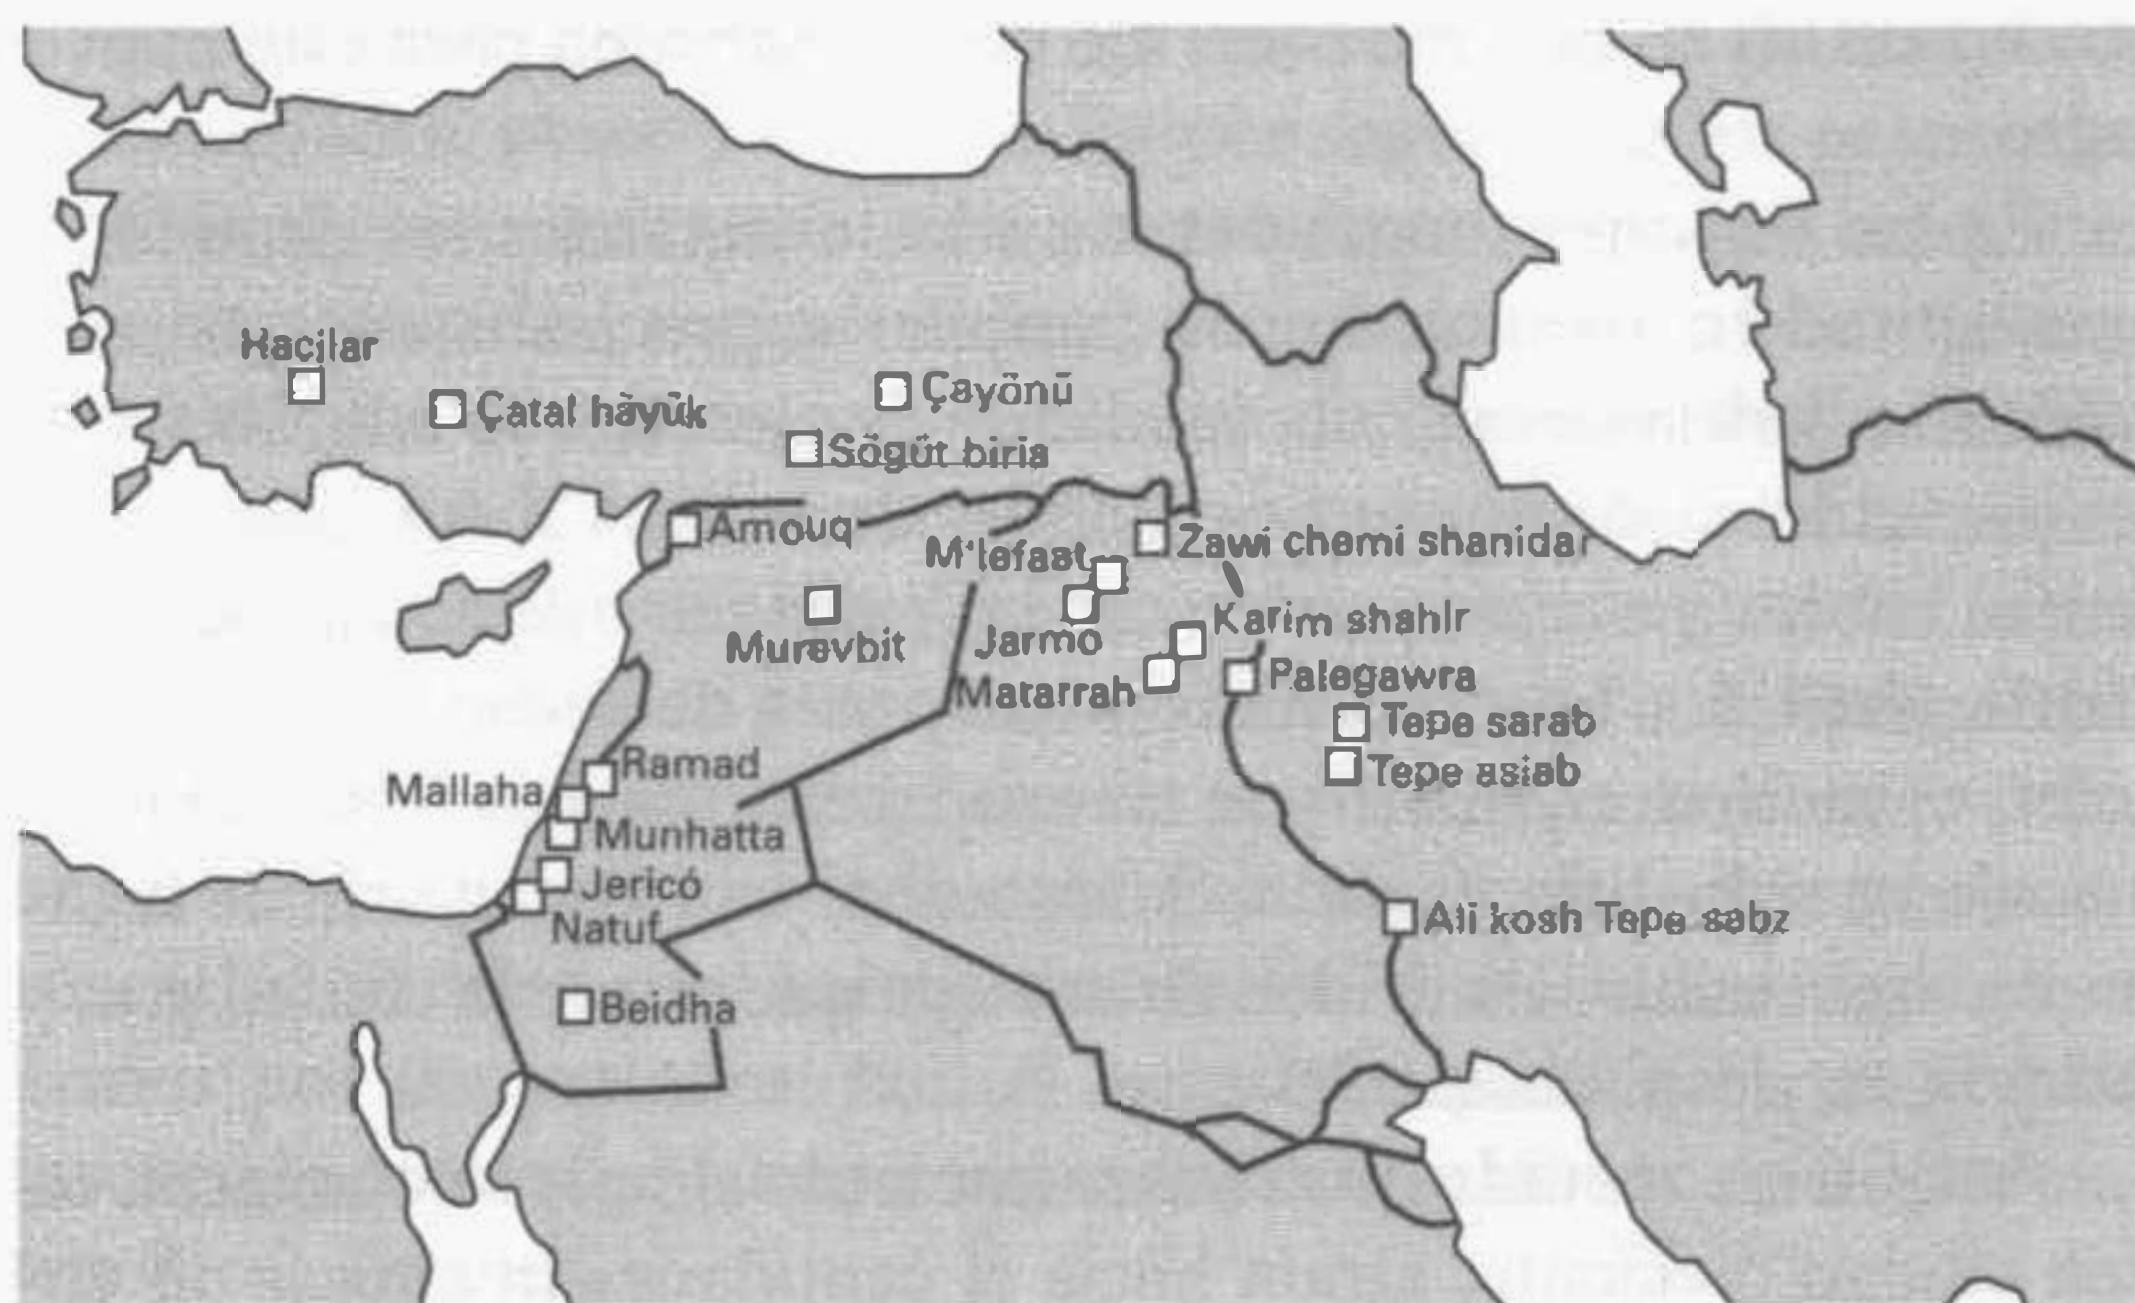 Hacilar
Çatal häyük
Çayönü
Sögüt biris
Amouq
M'lefaat
Zawi chemi shanidar
Murevbit
Jarmo
Karim shahir
Matarrah
Palegawra
Tepe sarab
Tepe asiab
Ramad
Mallaha
Munhatta
Jericó
Natuf
Ali kosh Tepe sabz
Beidha